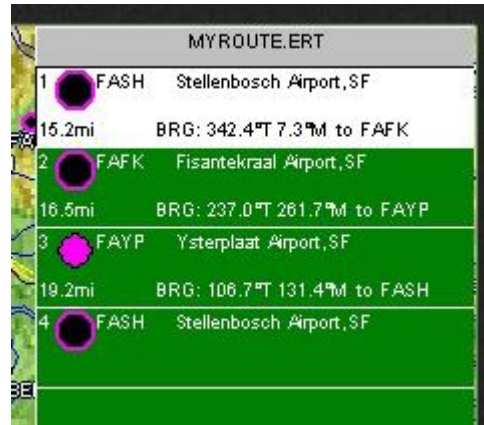 MYROUTE.ERT
1 FASH Stellenbosch Airport,SF
15.2mi BRG: 342.4°T 7.3°M to FAFK
2 FAFK Fisantekraal Airport,SF
16.5mi BRG: 237.0°T 261.7°M to FAYP
3 FAYP Ysterplaat Airport,SF
19.2mi BRG: 106.7°T 131.4°M to FASH
4 FASH Stellenbosch Airport,SF